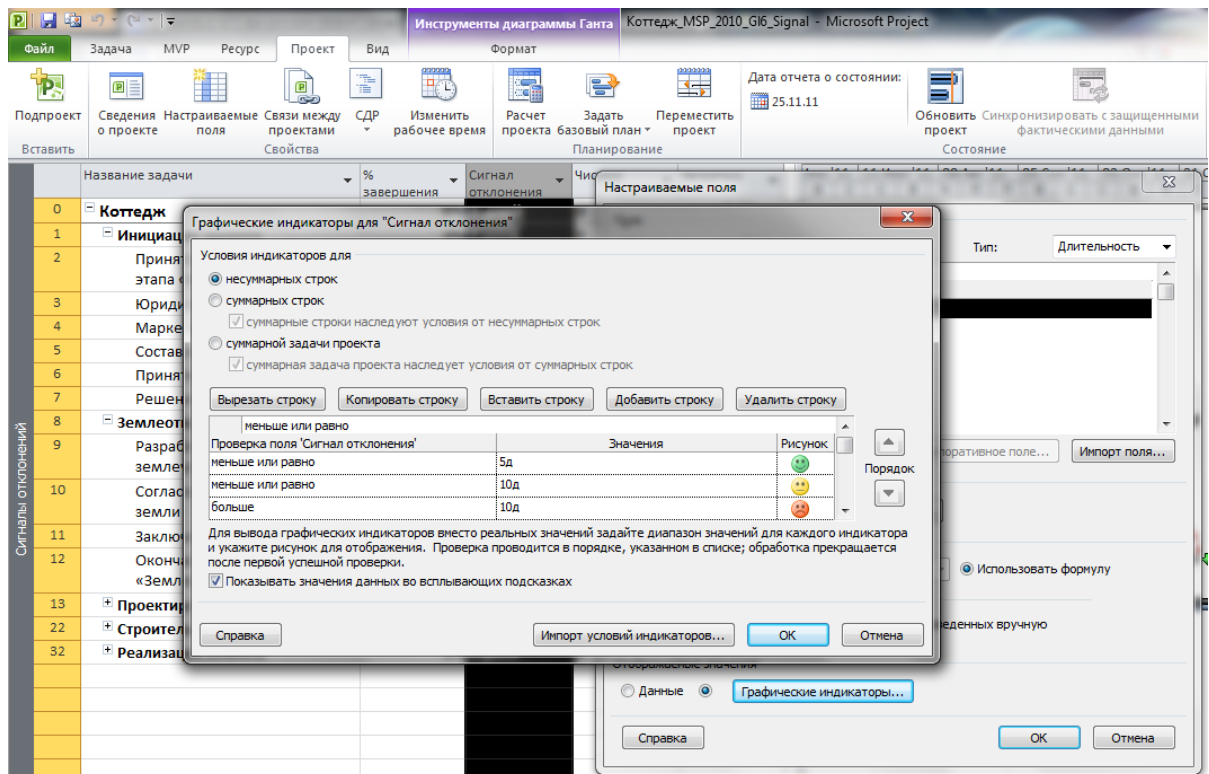 Инструменты диаграммы Ганта
Коттедж_MSP_2010_Gl6_Signal - Microsoft Project
Файл Задача MVP Ресурс Проект Вид Формат
Подпроект
Сведения о проекте
Настраиваемые поля
Связи между проектами
СДР
Изменить рабочее время
Расчет проекта
Задать базовый план
Переместить проект
Дата отчета о состоянии:
25.11.11
Обновить проект
Синхронизировать с защищенными фактическими данными
Вставить Свойства Планирование Состояние
Название задачи
% завершения
Сигнал отклонения
Сигналы отклонений
0 Коттедж
1
2
этапа
3
4
5
6
7
8
9
10
земли
11
12
13
22
32
Настраиваемые поля
Тип: Длительность
Импорт поля...
Использовать формулу
Данные
Графические индикаторы...
Справка ОК Отмена
Графические индикаторы для "Сигнал отклонения"
Условия индикаторов для
несуммарных строк
суммарных строк
суммарные строки наследуют условия от несуммарных строк
суммарной задачи проекта
суммарная задача проекта наследует условия от суммарных строк
Вырезать строку Копировать строку Вставить строку Добавить строку Удалить строку
меньше или равно
Проверка поля 'Сигнал отклонения' Значения Рисунок
меньше или равно 5д
меньше или равно 10д
больше 10д
Порядок
Для вывода графических индикаторов вместо реальных значений задайте диапазон значений для каждого индикатора
и укажите рисунок для отображения. Проверка проводится в порядке, указанном в списке; обработка прекращается
после первой успешной проверки.
Показывать значения данных во всплывающих подсказках
Справка Импорт условий индикаторов... ОК Отмена